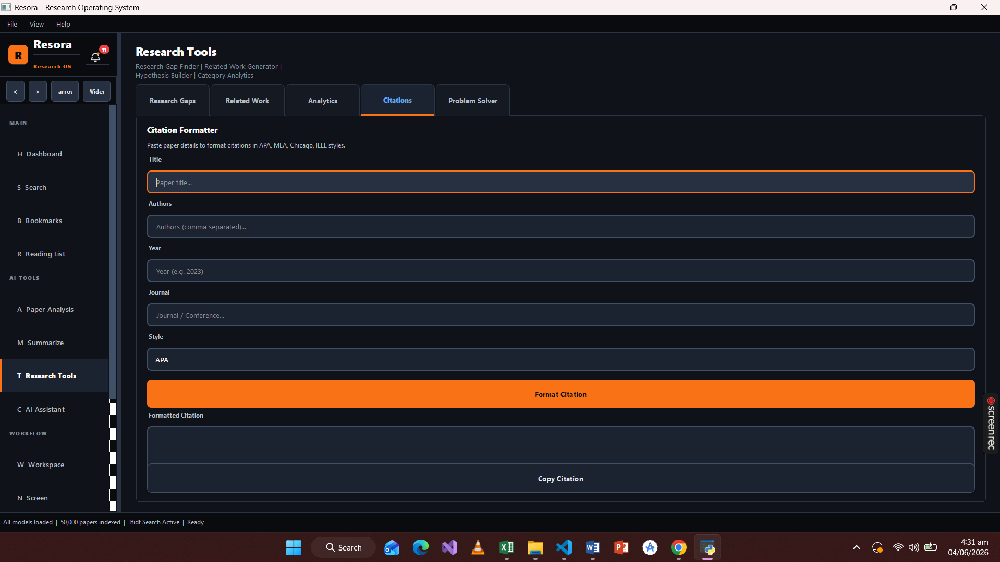 Resora - Research Operating System
File View Help
R
Resora
Research OS
11
< > arrow Wider
MAIN
H Dashboard
S Search
B Bookmarks
R Reading List
AI TOOLS
A Paper Analysis
M Summarize
T Research Tools
C AI Assistant
WORKFLOW
W Workspace
N Screen
Research Tools
Research Gap Finder | Related Work Generator |
Hypothesis Builder | Category Analytics
Research Gaps Related Work Analytics Citations Problem Solver
Citation Formatter
Paste paper details to format citations in APA, MLA, Chicago, IEEE styles.
Title
Paper title...
Authors
Authors (comma separated)...
Year
Year (e.g. 2023)
Journal
Journal / Conference...
Style
APA
Format Citation
Formatted Citation
Copy Citation
screenrec
All models loaded | 50,000 papers indexed | Tfidf Search Active | Ready
Search
4:31 am
04/06/2026